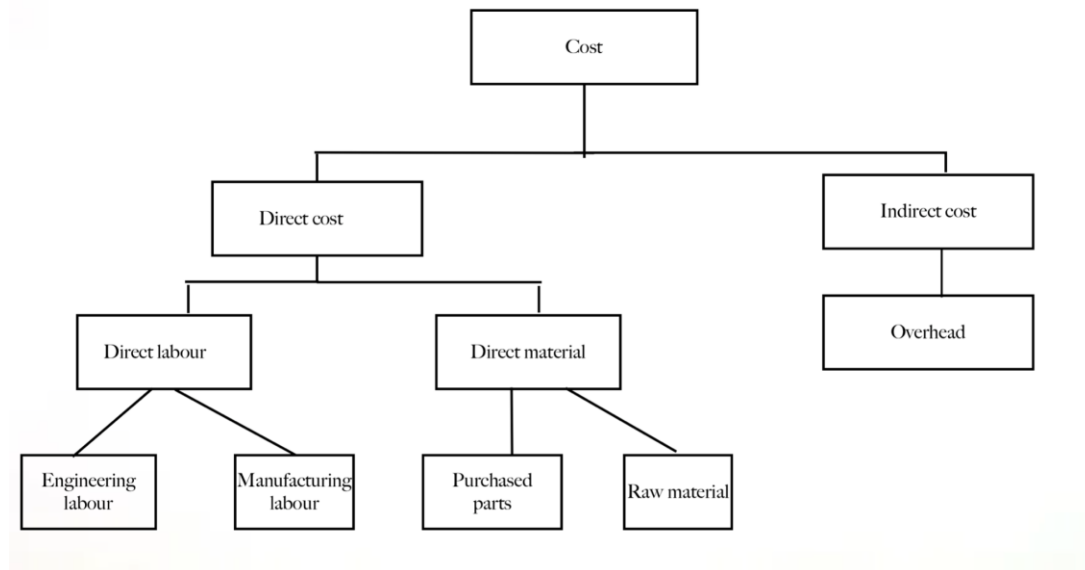 Cost
Direct cost
Indirect cost
Direct labour
Direct material
Overhead
Engineering
labour
Manufacturing
labour
Purchased
parts
Raw material